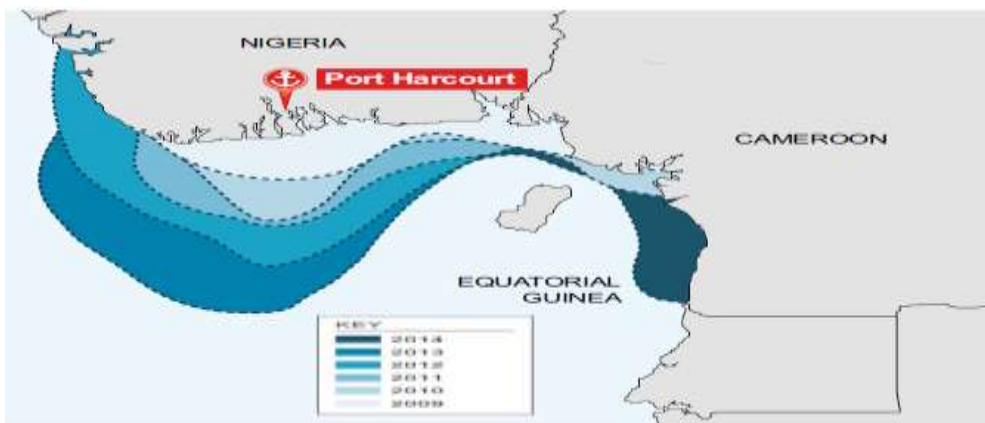 NIGERIA
Port Harcourt
CAMEROON
EQUATORIAL
GUINEA
KEY
2014
2013
2012
2011
2010
2009